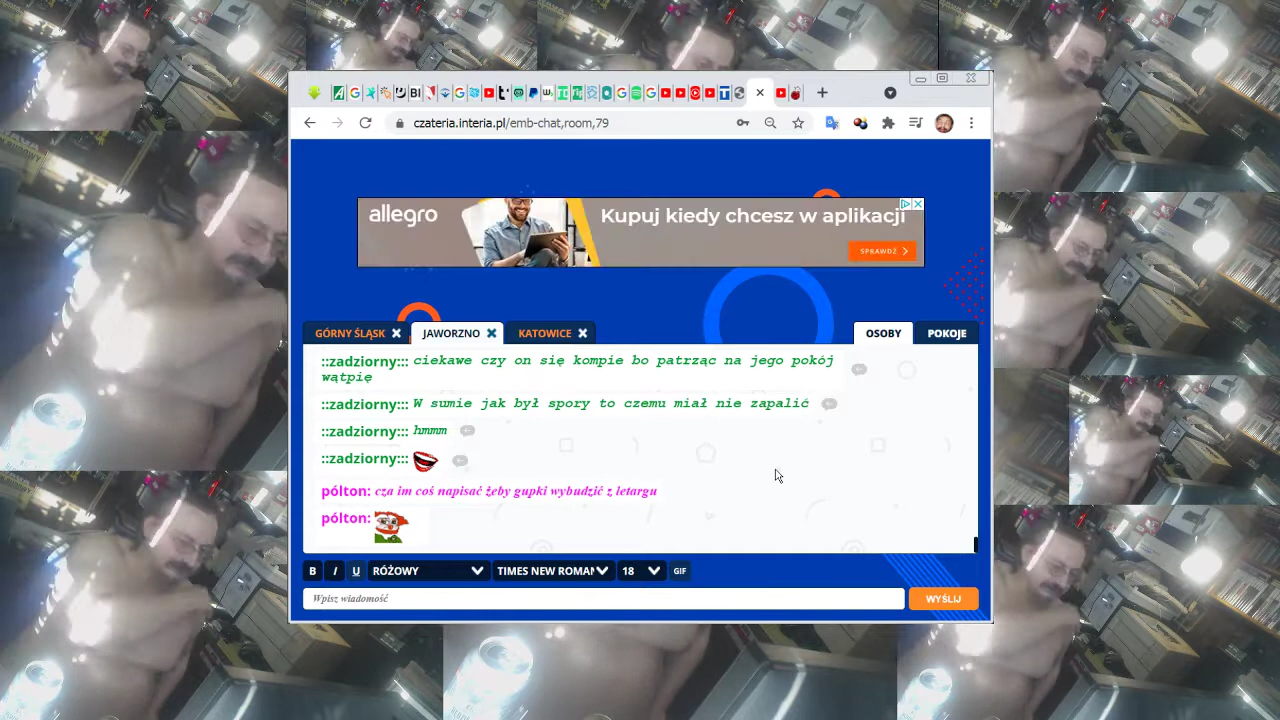 BI
czateria.interia.pl/emb-chat,room,79
allegro
Kupuj kiedy chcesz w aplikacji
SPRAWDŹ
GÓRNY ŚLĄSK
JAWORZNO
KATOWICE
OSOBY
POKOJE
::zadziorny::: ciekawe czy on się kompie bo patrząc na jego pokój
wątpię
::zadziorny::: W sumie jak był spory to czemu miał nie zapalić
::zadziorny::: hmmm
::zadziorny:::
pólton: cza im coś napisać żeby gupki wybudzić z letargu
pólton:
B I U RÓŻOWY TIMES NEW ROMAN 18 GIF
Wpisz wiadomość
WYŚLIJ